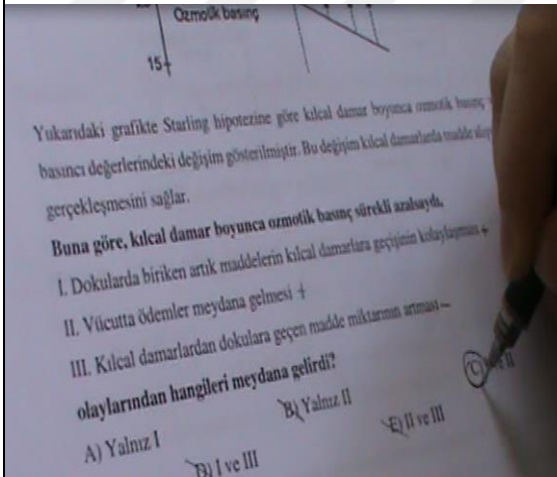 Ozmotik basınç
15
Yukarıdaki grafikte Starling hipotezine göre kılcal damar boyunca ozmotik basınç
basıncı değerlerindeki değişim gösterilmiştir. Bu değişim kılcal damarlarda madde
gerçekleşmesini sağlar.
Buna göre, kılcal damar boyunca ozmotik basınç sürekli azalsaydı,
I. Dokularda biriken artık maddelerin kılcal damarlara geçişinin kolaylaşması +
II. Vücutta ödemler meydana gelmesi +
III. Kılcal damarlardan dokulara geçen madde miktarının artması –
olaylarından hangileri meydana gelirdi?
A) Yalnız I
B) Yalnız II
C) II
D) I ve III
E) II ve III